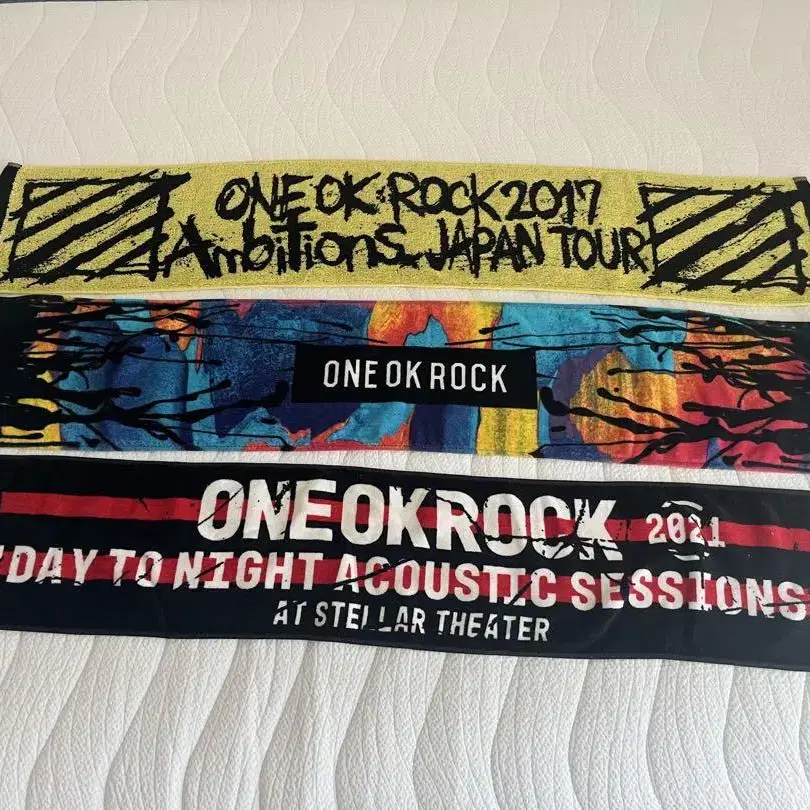 ONE OK ROCK 2017
Ambitions JAPAN TOUR
ONE OK ROCK
ONE OK ROCK 2021
"DAY TO NIGHT ACOUSTIC SESSIONS
AT STELLAR THEATER